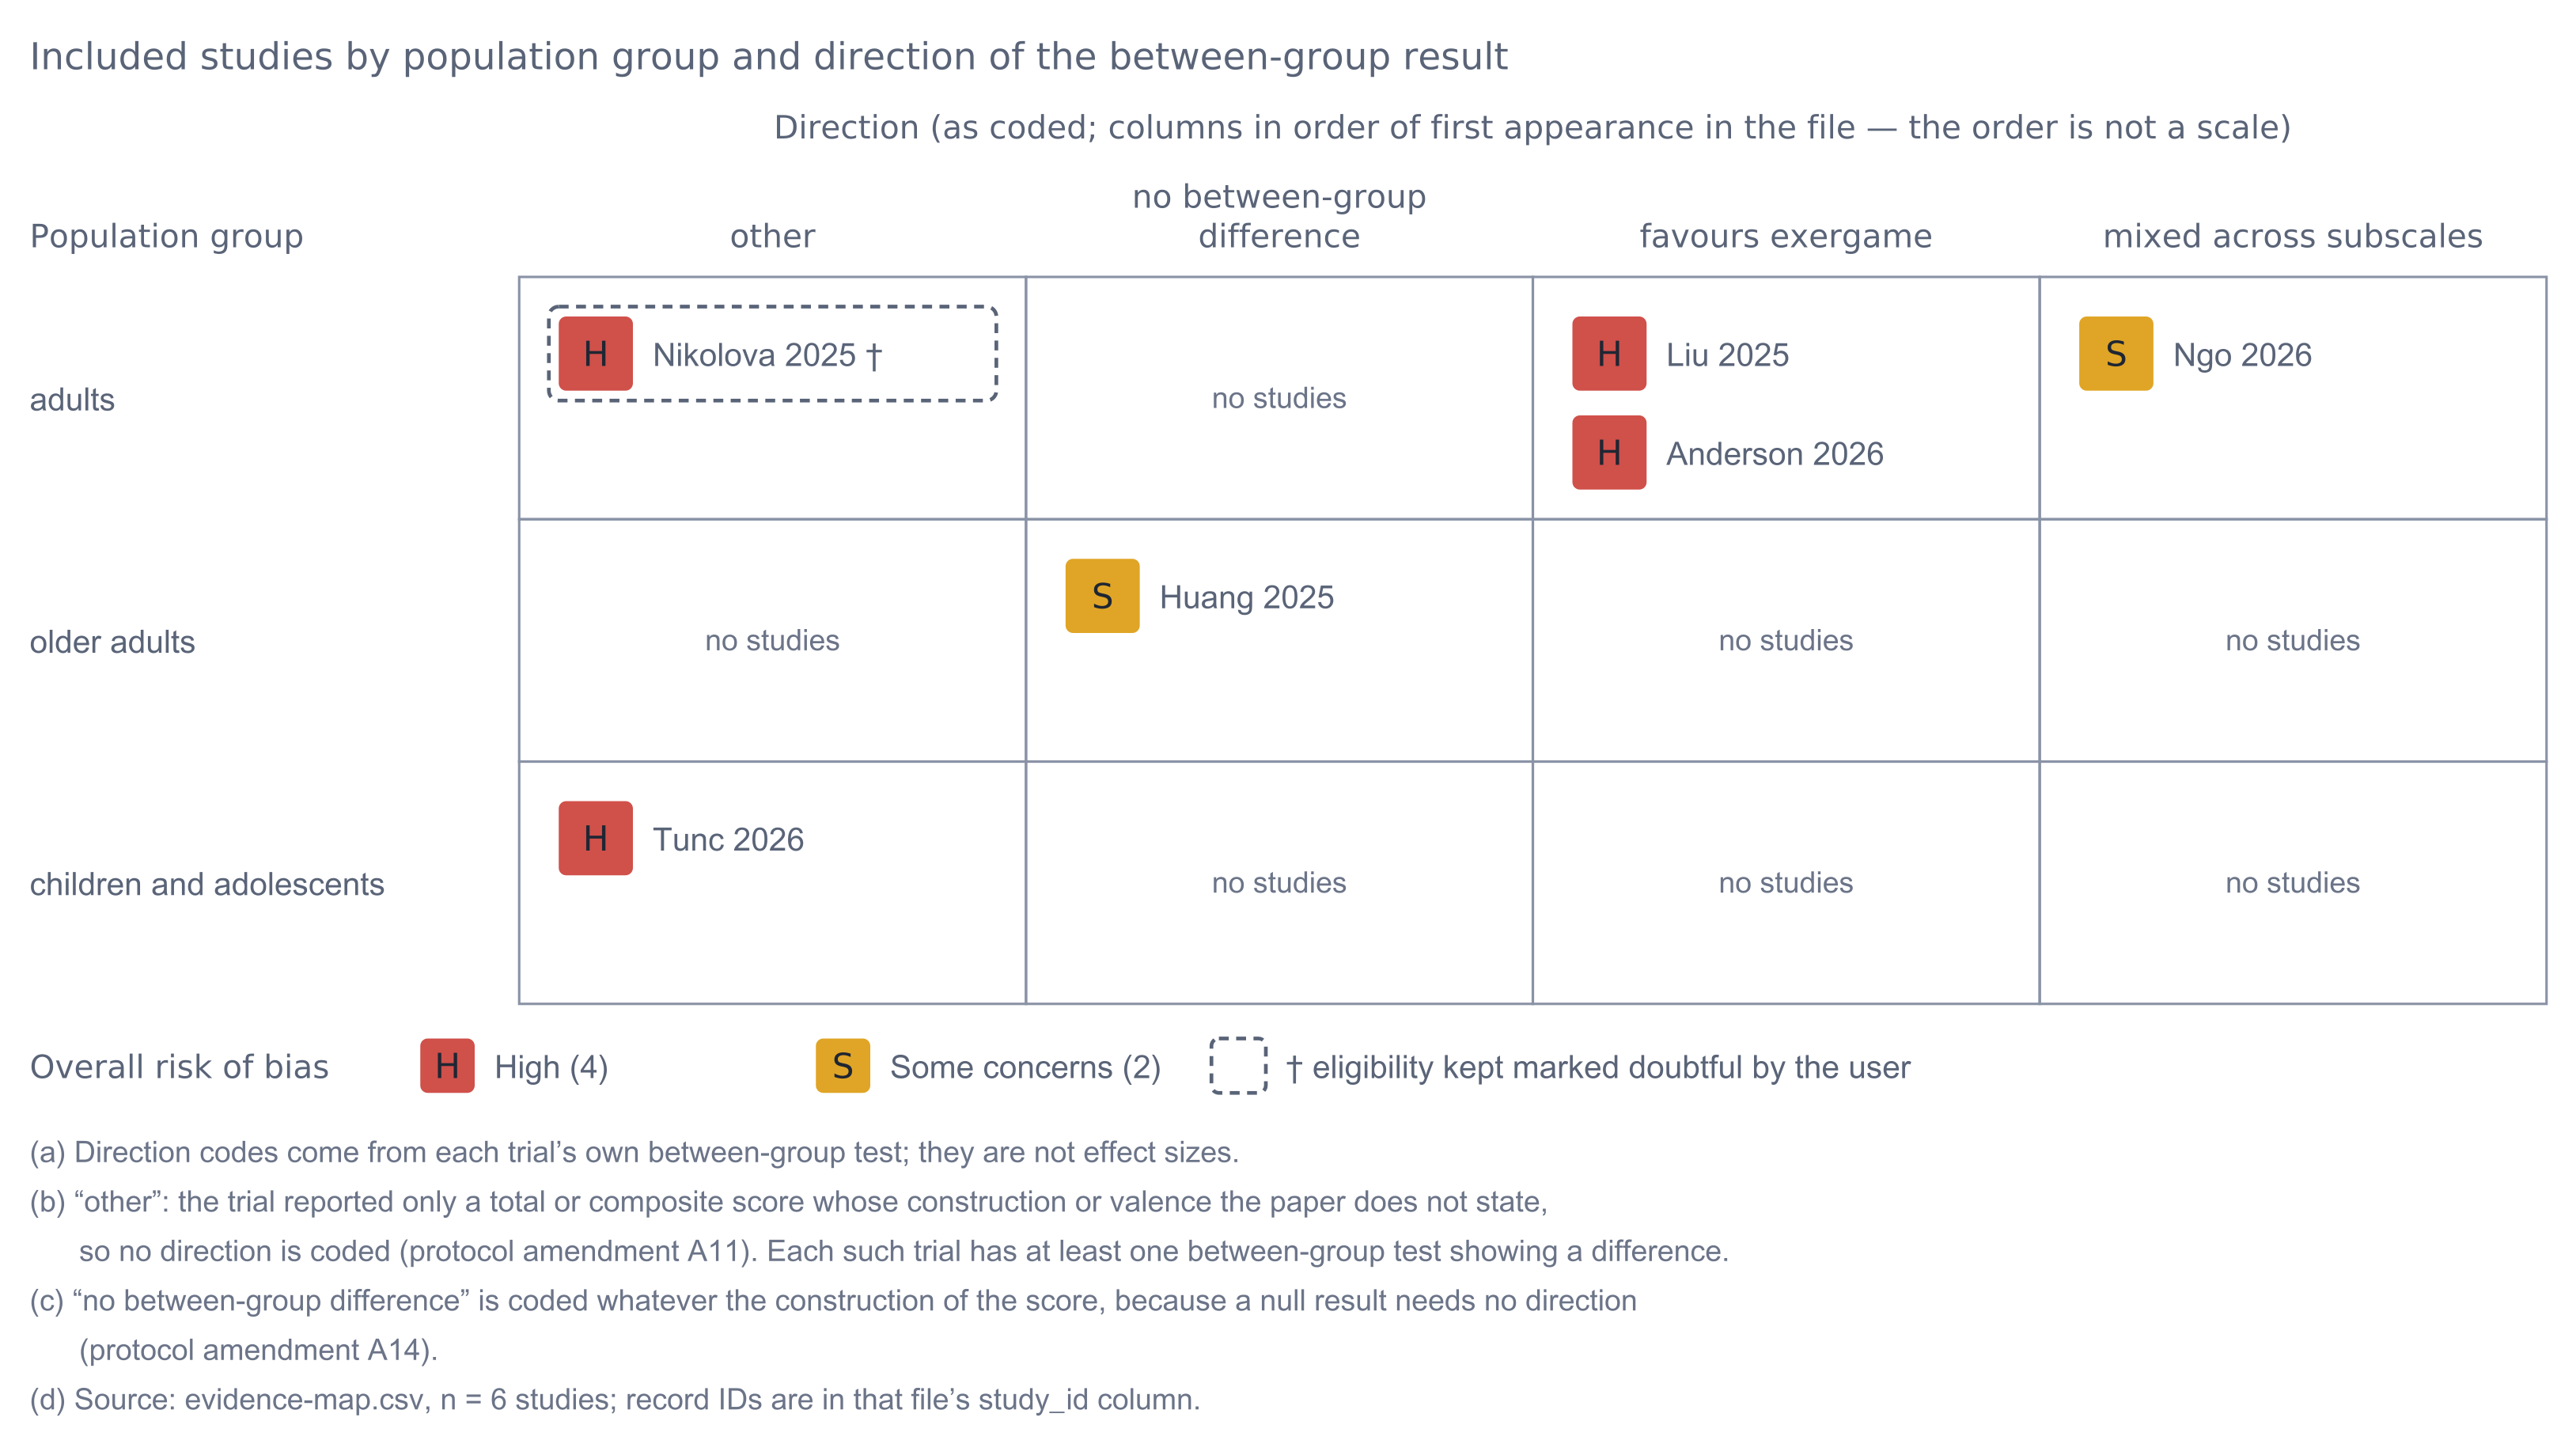 Included studies by population group and direction of the between-group result
Direction (as coded; columns in order of first appearance in the file — the order is not a scale)
Population group
other
no between-group
difference
favours exergame
mixed across subscales
adults
H Nikolova 2025 †
no studies
H Liu 2025
H Anderson 2026
S Ngo 2026
older adults
no studies
S Huang 2025
no studies
no studies
children and adolescents
H Tunc 2026
no studies
no studies
no studies
Overall risk of bias
H High (4)
S Some concerns (2)
† eligibility kept marked doubtful by the user
(a) Direction codes come from each trial’s own between-group test; they are not effect sizes.
(b) “other”: the trial reported only a total or composite score whose construction or valence the paper does not state,
so no direction is coded (protocol amendment A11). Each such trial has at least one between-group test showing a difference.
(c) “no between-group difference” is coded whatever the construction of the score, because a null result needs no direction
(protocol amendment A14).
(d) Source: evidence-map.csv, n = 6 studies; record IDs are in that file’s study_id column.